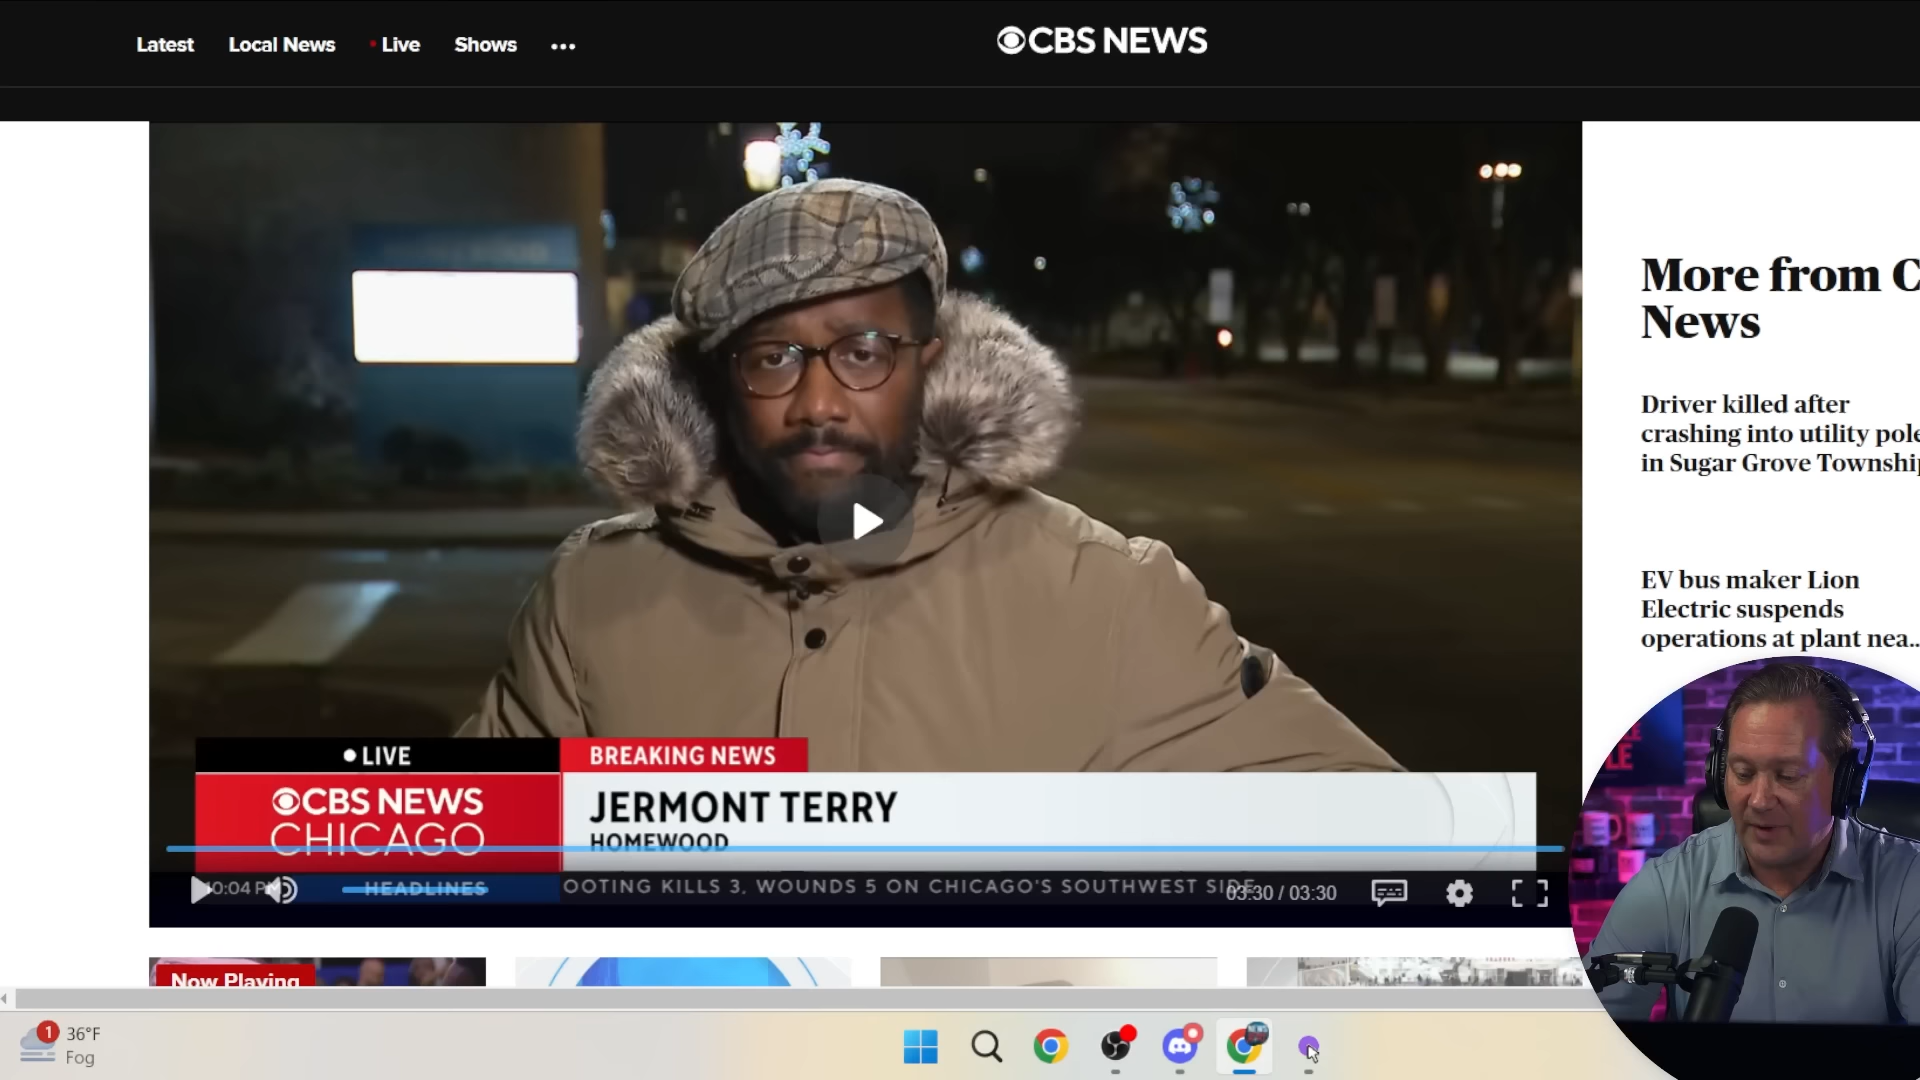 Latest
Local News
Live
Shows
CBS NEWS
More from C
News
Driver killed after
crashing into utility pole
in Sugar Grove Township
EV bus maker Lion
Electric suspends
operations at plant nea..
LIVE
BREAKING NEWS
CBS NEWS
CHICAGO
JERMONT TERRY
HOMEWOOD
10:04 PM
HEADLINES
OOTING KILLS 3, WOUNDS 5 ON CHICAGO'S SOUTHWEST SIDE
03:30 / 03:30
Now Playing
1
36°F
Fog